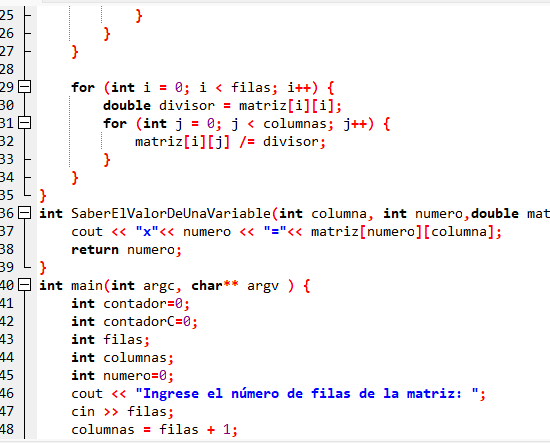 25 }
26 }
27 }
28
29 for (int i = 0; i < filas; i++) {
30 double divisor = matriz[i][i];
31 for (int j = 0; j < columnas; j++) {
32 matriz[i][j] /= divisor;
33 }
34 }
35 }
36 int SaberElValorDeUnaVariable(int columna, int numero,double mat
37 cout << "x"<< numero << "="<< matriz[numero][columna];
38 return numero;
39 }
40 int main(int argc, char** argv ) {
41 int contador=0;
42 int contadorC=0;
43 int filas;
44 int columnas;
45 int numero=0;
46 cout << "Ingrese el número de filas de la matriz: ";
47 cin >> filas;
48 columnas = filas + 1;